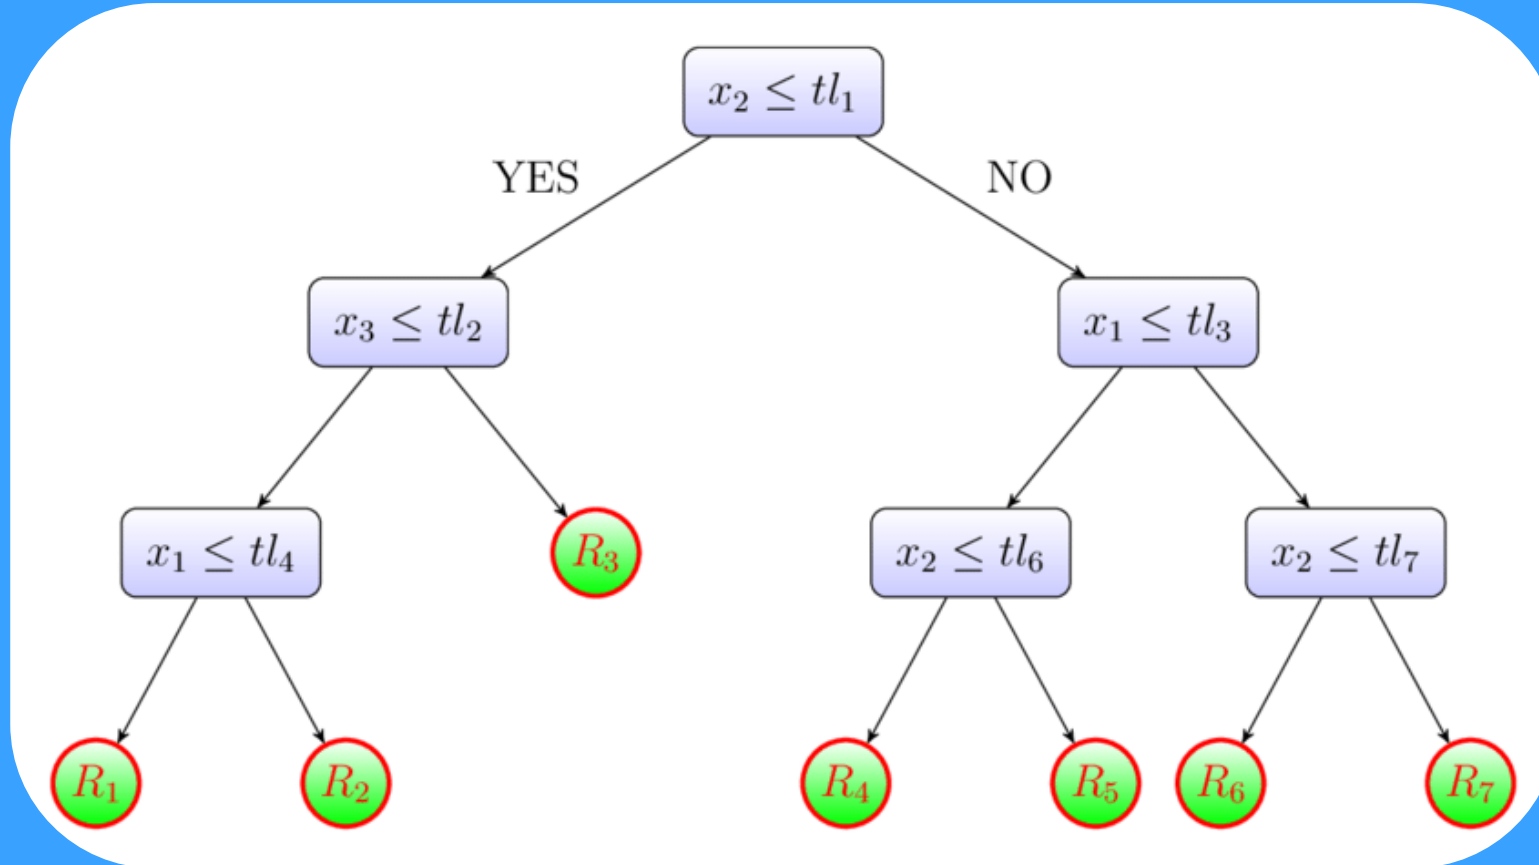 x₂ ≤ tl₁
YES NO
x₃ ≤ tl₂ x₁ ≤ tl₃
x₁ ≤ tl₄ R₃ x₂ ≤ tl₆ x₂ ≤ tl₇
R₁ R₂ R₄ R₅ R₆ R₇